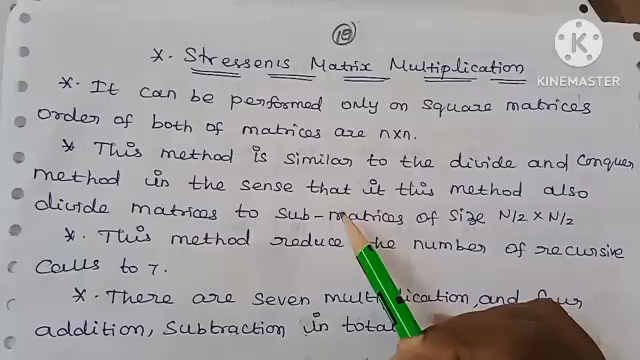 18
* Stressenis Matrix Multiplication
KINEMASTER
* It can be performed only on square matrices
order of both of matrices are nxn.
* This method is similar to the divide and conquer
method in the sense that it this method also
divide matrices to sub-matrices of size N/2 x N/2
* This method reduce the number of recursive
calls to 7.
* There are seven multiplication, and four
addition, subtraction in total